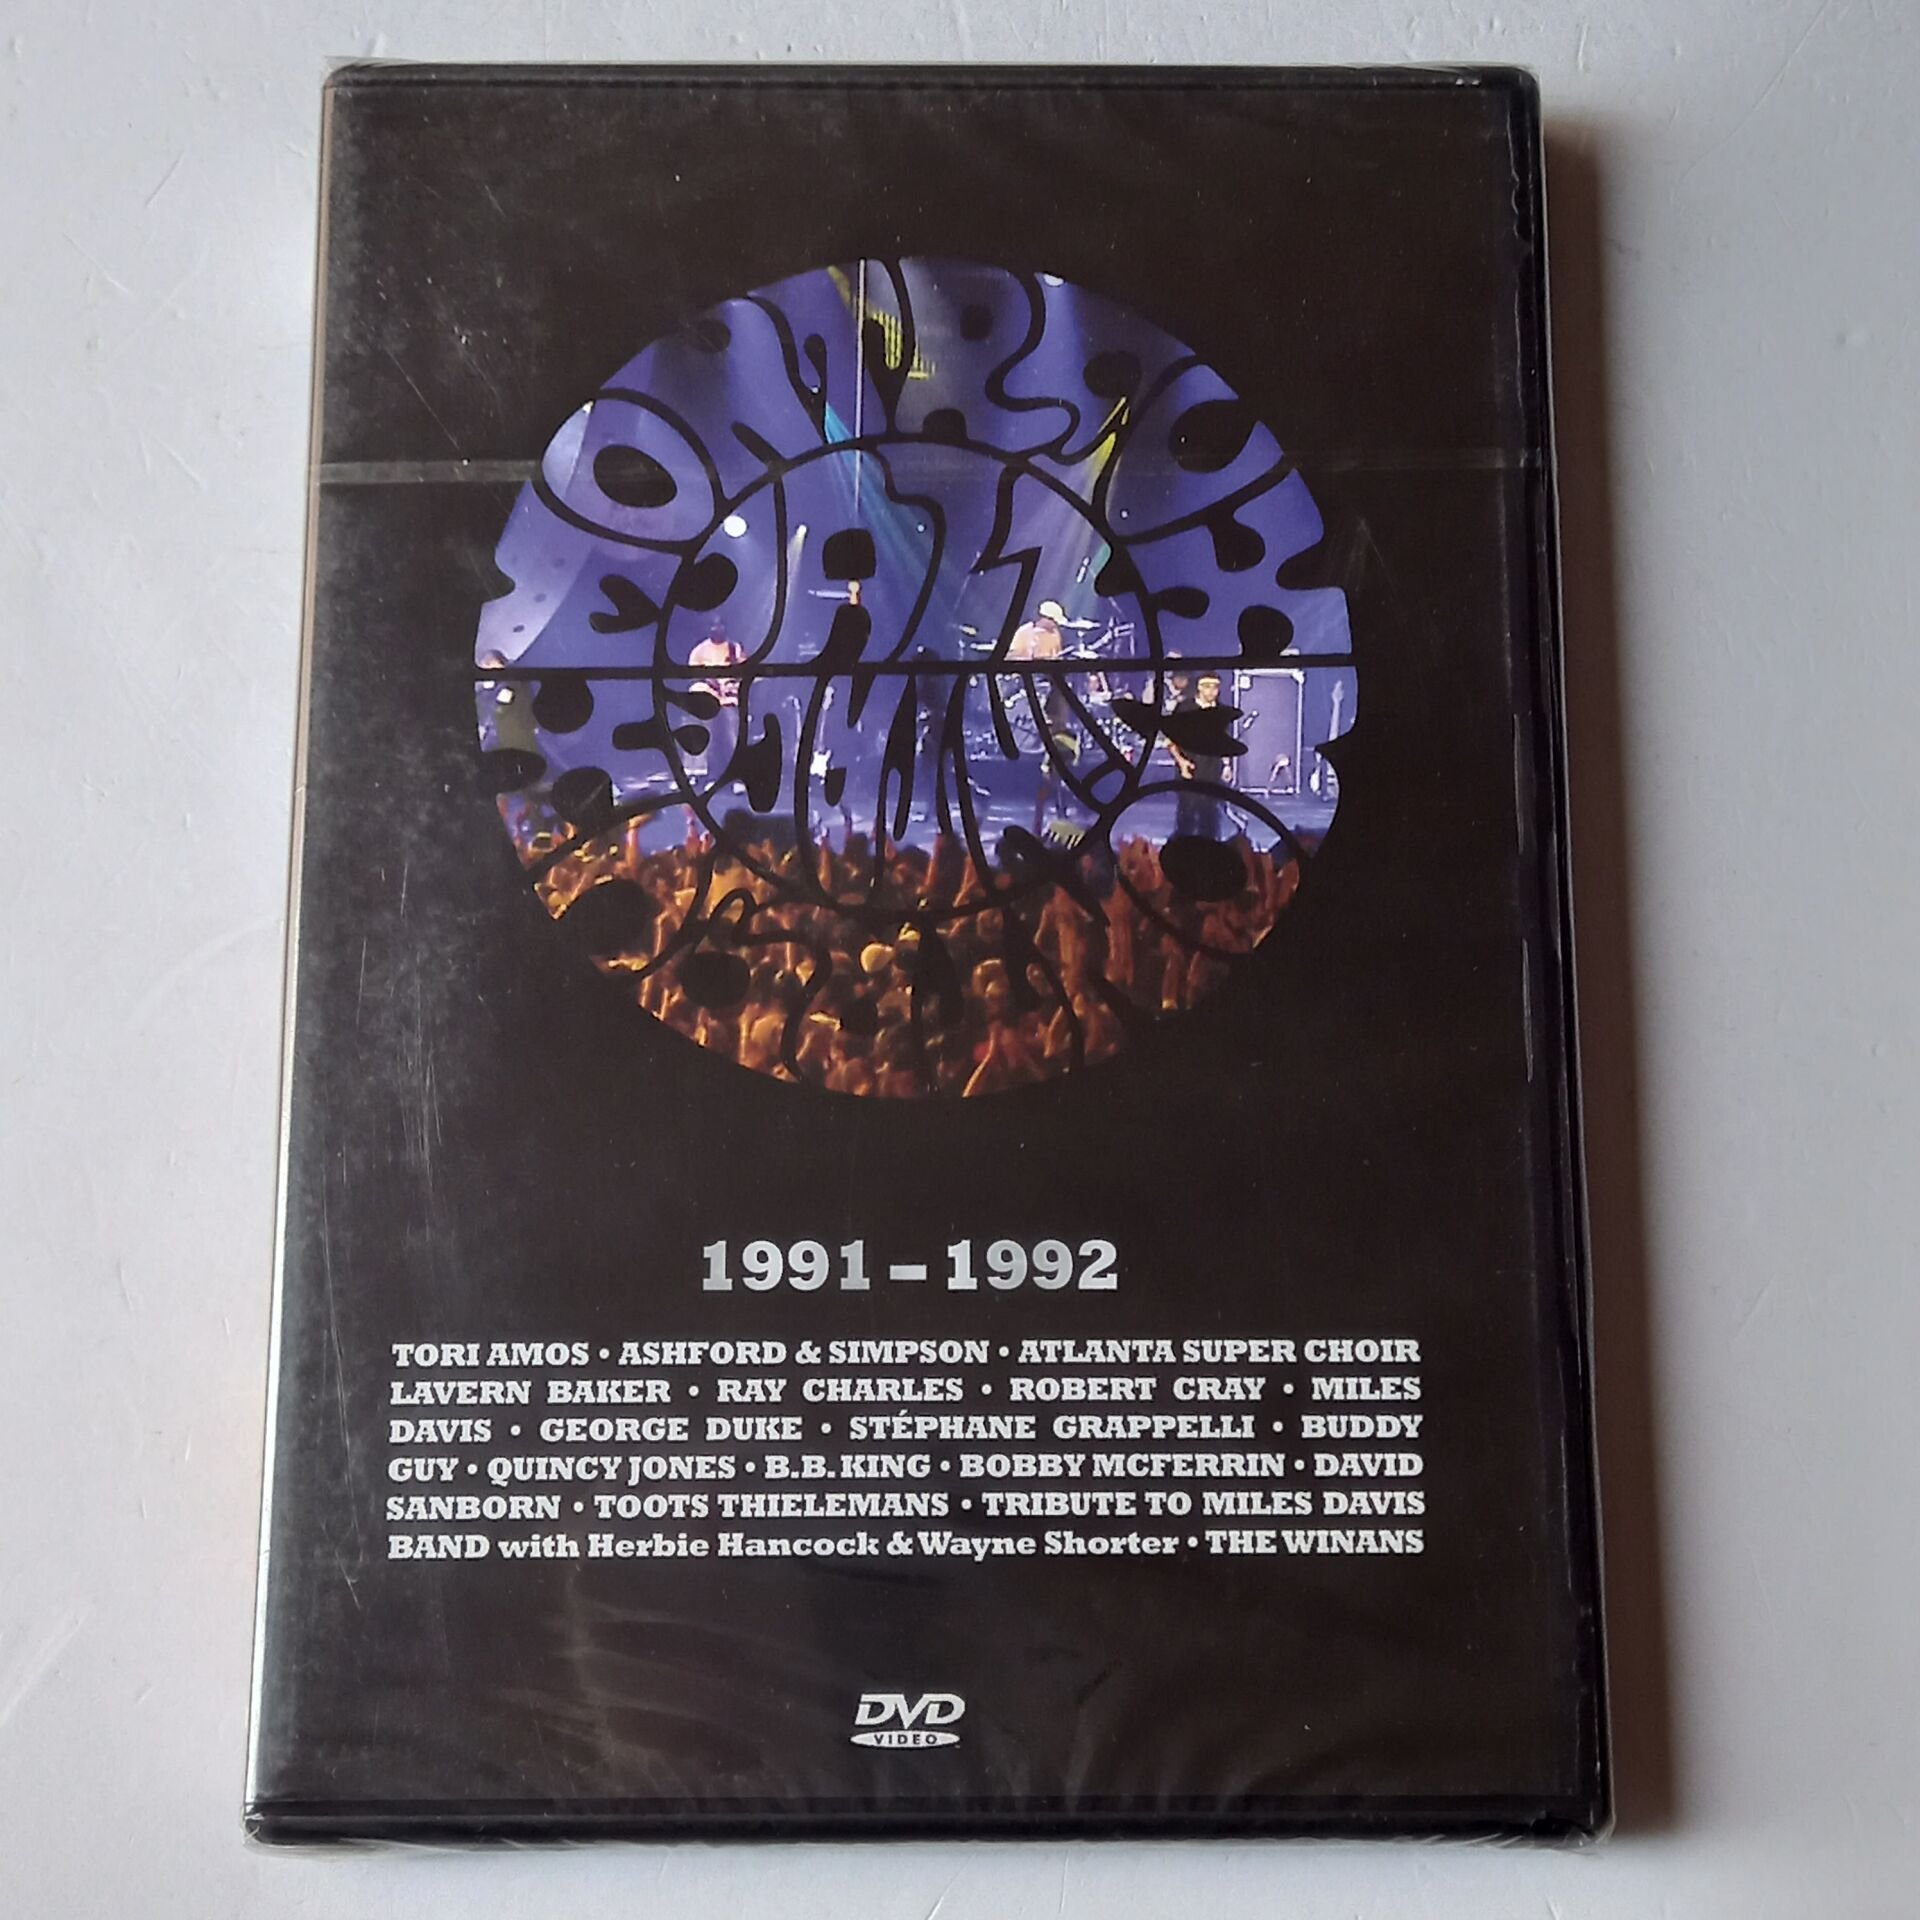 1991 – 1992
TORI AMOS • ASHFORD & SIMPSON • ATLANTA SUPER CHOIR
LAVERN BAKER • RAY CHARLES • ROBERT CRAY • MILES
DAVIS • GEORGE DUKE • STÉPHANE GRAPPELLI • BUDDY
GUY • QUINCY JONES • B.B. KING • BOBBY MCFERRIN • DAVID
SANBORN • TOOTS THIELEMANS • TRIBUTE TO MILES DAVIS
BAND with Herbie Hancock & Wayne Shorter • THE WINANS
DVD
VIDEO